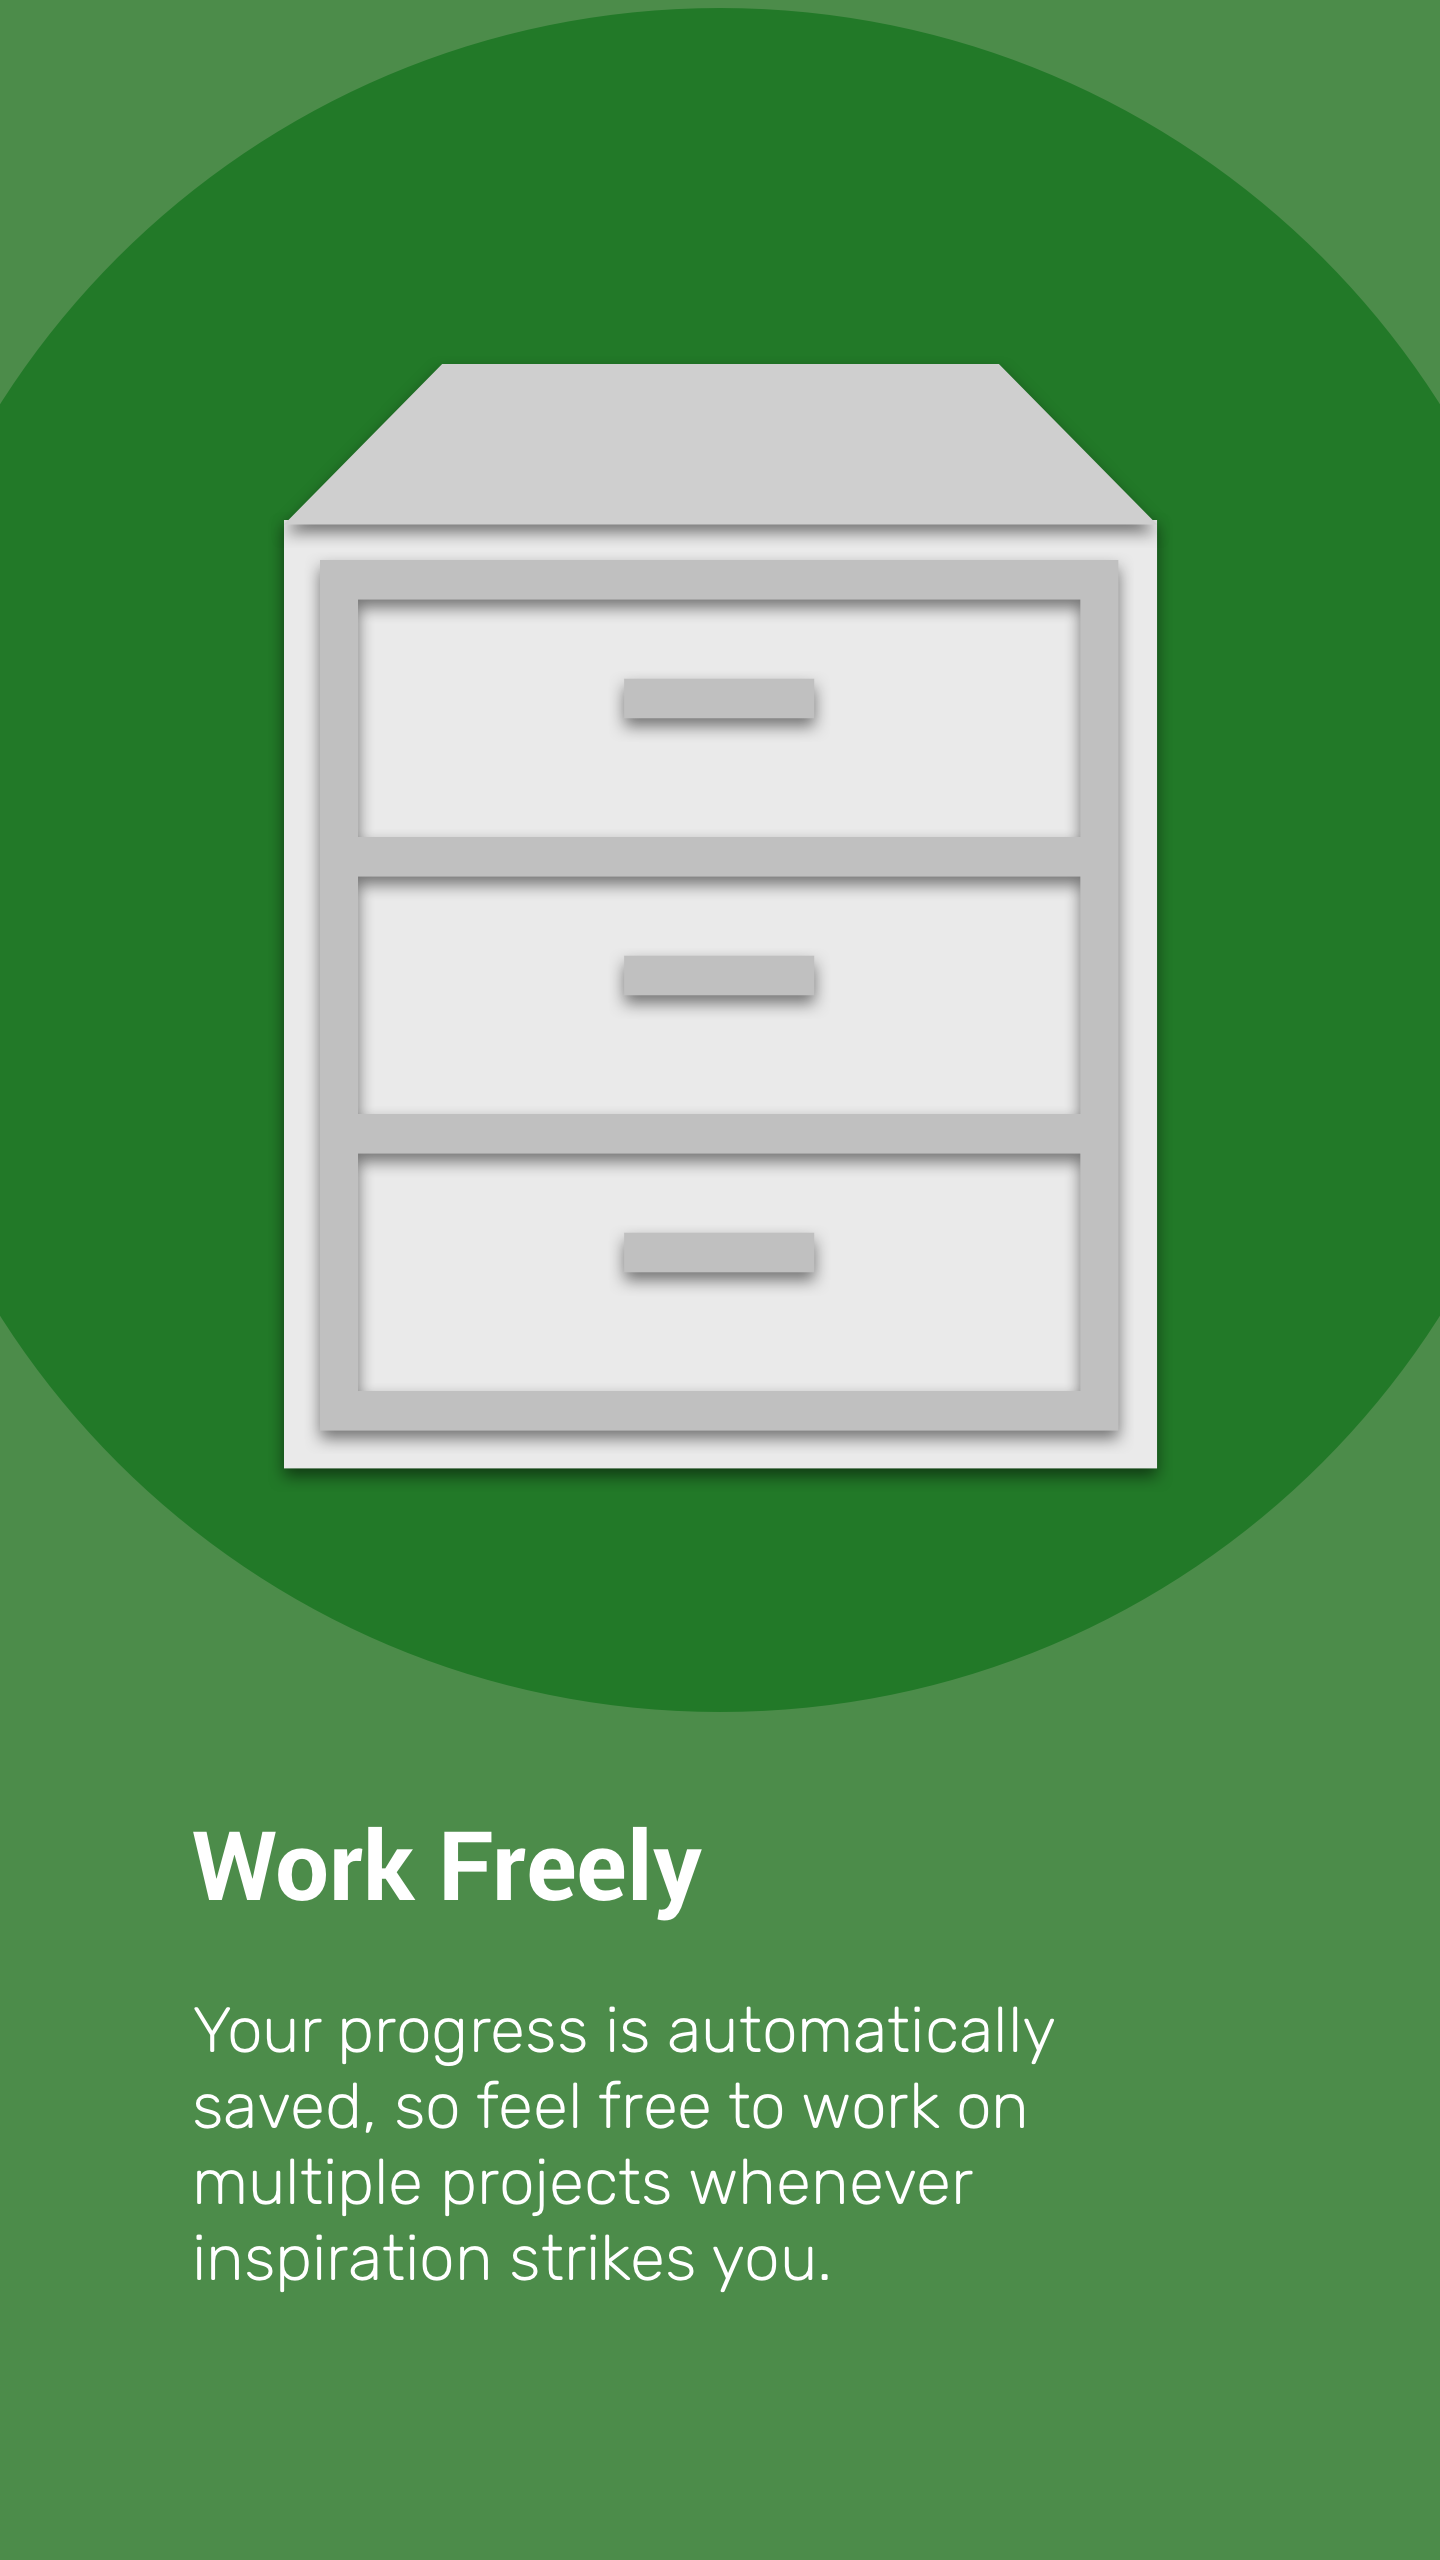 Work Freely
Your progress is automatically
saved, so feel free to work on
multiple projects whenever
inspiration strikes you.